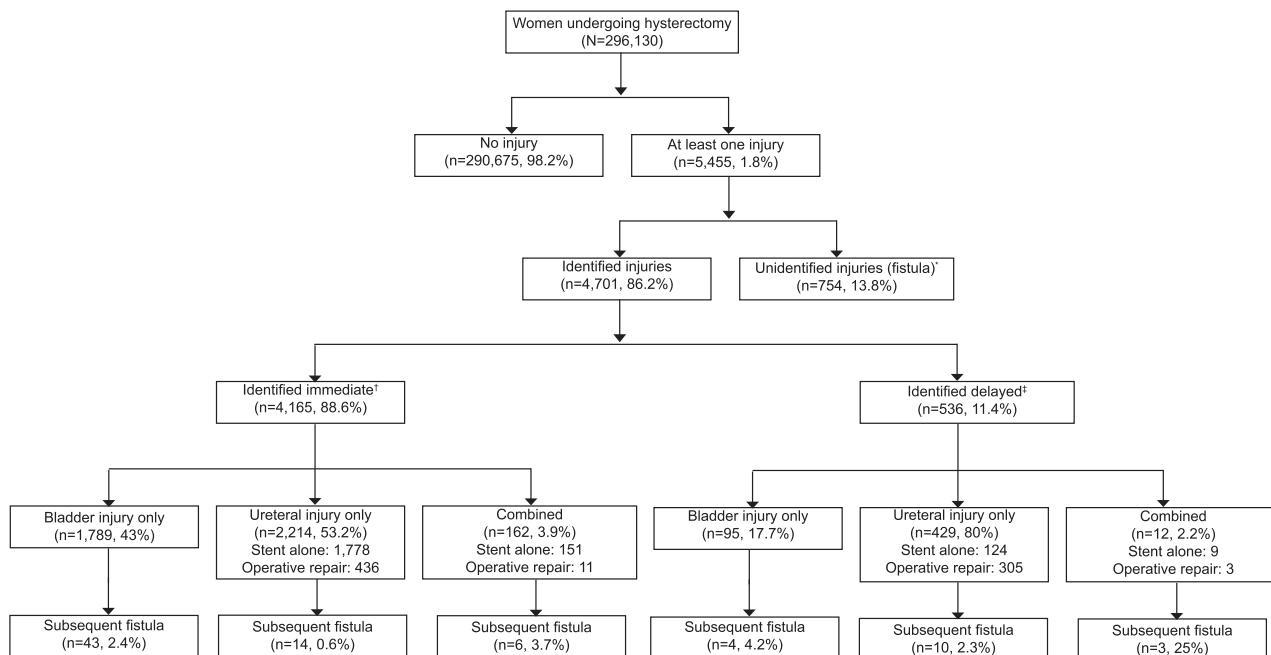 Women undergoing hysterectomy
(N=296,130)
No injury
(n=290,675, 98.2%)
At least one injury
(n=5,455, 1.8%)
Identified injuries
(n=4,701, 86.2%)
Unidentified injuries (fistula)*
(n=754, 13.8%)
Identified immediate†
(n=4,165, 88.6%)
Identified delayed‡
(n=536, 11.4%)
Bladder injury only
(n=1,789, 43%)
Ureteral injury only
(n=2,214, 53.2%)
Stent alone: 1,778
Operative repair: 436
Combined
(n=162, 3.9%)
Stent alone: 151
Operative repair: 11
Bladder injury only
(n=95, 17.7%)
Ureteral injury only
(n=429, 80%)
Stent alone: 124
Operative repair: 305
Combined
(n=12, 2.2%)
Stent alone: 9
Operative repair: 3
Subsequent fistula
(n=43, 2.4%)
Subsequent fistula
(n=14, 0.6%)
Subsequent fistula
(n=6, 3.7%)
Subsequent fistula
(n=4, 4.2%)
Subsequent fistula
(n=10, 2.3%)
Subsequent fistula
(n=3, 25%)